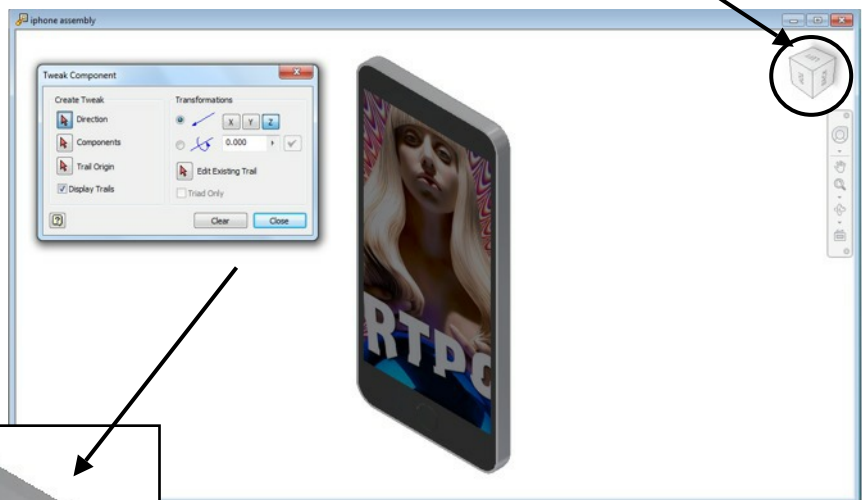 iphone assembly
Tweak Component
Create Tweak
Transformations
Direction
X Y Z
Components
0.000
Trail Origin
Edit Existing Trail
Display Trails
Triad Only
Clear
Close
RTPO